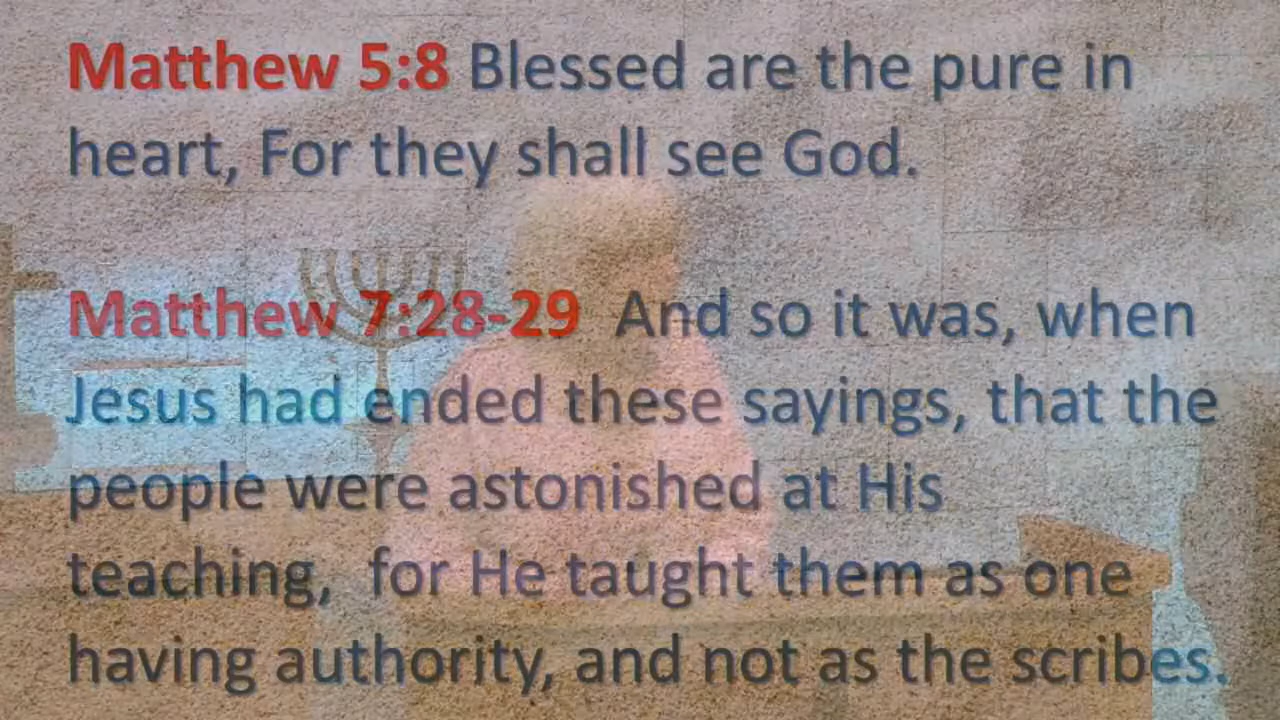 Matthew 5:8 Blessed are the pure in
heart, For they shall see God.
Matthew 7:28-29  And so it was, when
Jesus had ended these sayings, that the
people were astonished at His
teaching,  for He taught them as one
having authority, and not as the scribes.